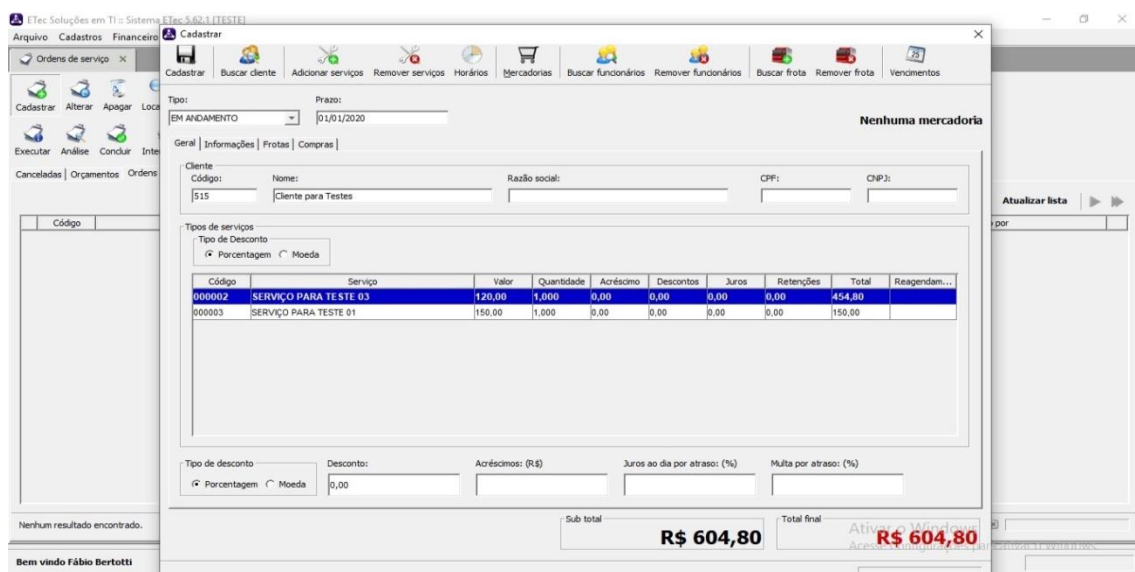 ETec Soluções em TI :: Sistema ETec 5.62.1 [TESTE]
Arquivo Cadastros Financeiro
Ordens de serviço
Cadastrar Alterar Apagar
Executar Análise Concluir
Canceladas Orçamentos Ordens
Código
Nenhum resultado encontrado.
Bem vindo Fábio Bertotti
Cadastrar
Cadastrar Buscar cliente Adicionar serviços Remover serviços Horários Mercadorias Buscar funcionários Remover funcionários Buscar frota Remover frota Vencimentos
Tipo: Prazo:
EM ANDAMENTO 01/01/2020
Nenhuma mercadoria
Geral Informações Frotas Compras
Cliente
Código: Nome: Razão social: CPF: CNPJ:
515 Cliente para Testes
Tipos de serviços
Tipo de Desconto
Porcentagem Moeda
Código Serviço Valor Quantidade Acréscimo Descontos Juros Retenções Total Reagendam...
000002 SERVIÇO PARA TESTE 03 120,00 1,000 0,00 0,00 0,00 0,00 454,80
000003 SERVIÇO PARA TESTE 01 150,00 1,000 0,00 0,00 0,00 0,00 150,00
Tipo de desconto Desconto: Acréscimos: (R$) Juros ao dia por atraso: (%) Multa por atraso: (%)
Porcentagem Moeda 0,00
Sub total Total final
R$ 604,80 R$ 604,80
Atualizar lista
por